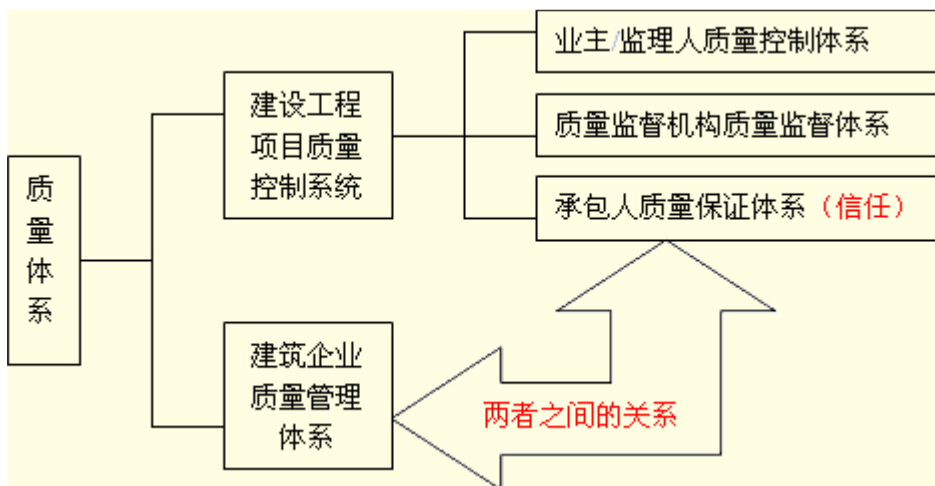 质
量
体
系
建设工程
项目质量
控制系统
业主/监理人质量控制体系
质量监督机构质量监督体系
承包人质量保证体系（信任）
建筑企业
质量管理
体系
两者之间的关系